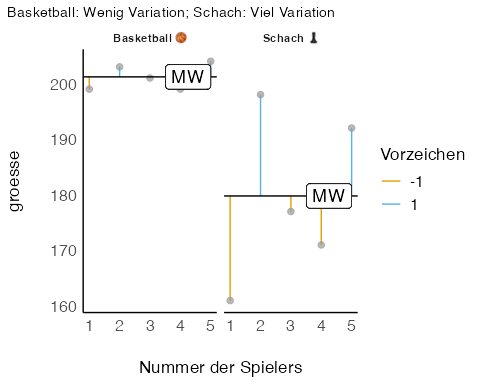 Basketball: Wenig Variation; Schach: Viel Variation
Basketball 🏀 Schach ♟
groesse
200
190
180
170
160
MW
MW
1 2 3 4 5 1 2 3 4 5
Nummer der Spielers
Vorzeichen
-1
1